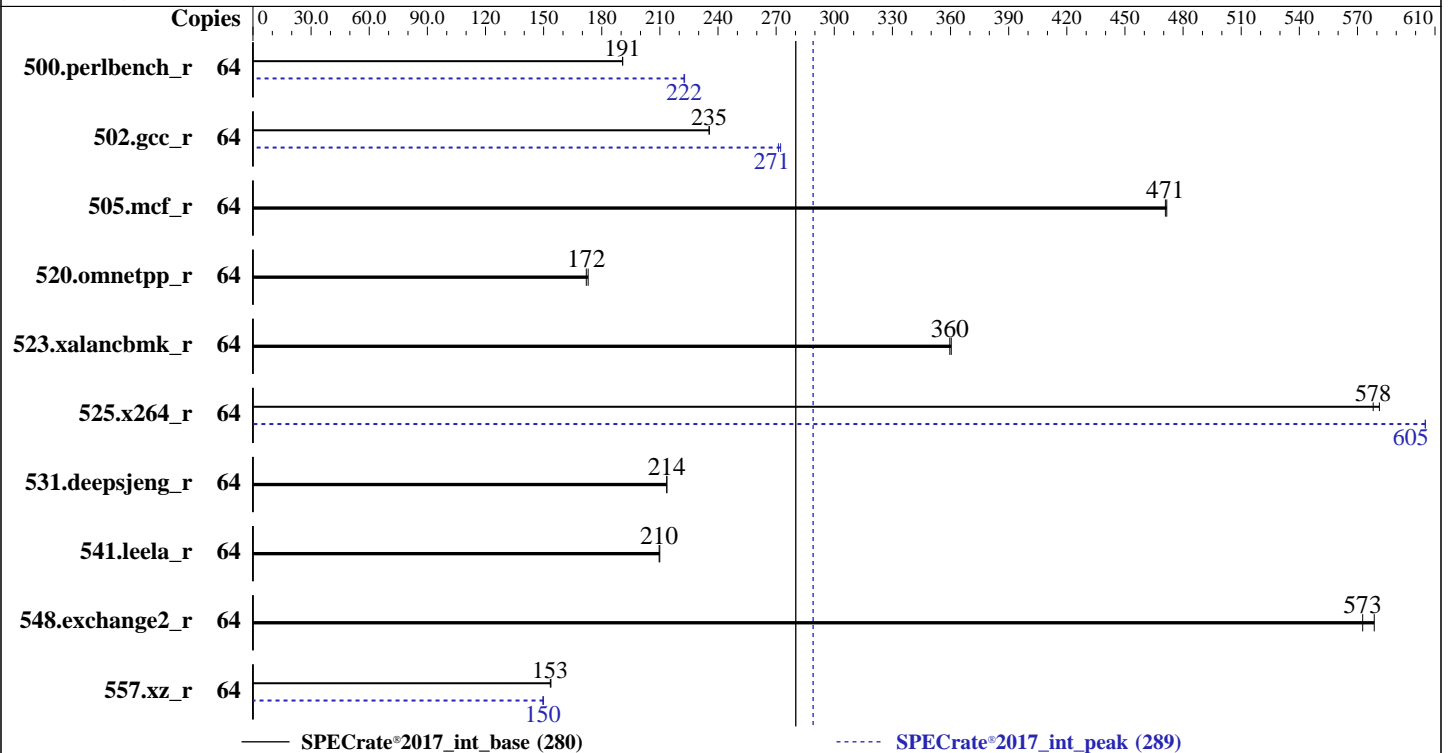 Copies 0 30.0 60.0 90.0 120 150 180 210 240 270 300 330 360 390 420 450 480 510 540 570 610
191
500.perlbench_r 64
222
235
502.gcc_r 64
271
471
505.mcf_r 64
172
520.omnetpp_r 64
360
523.xalancbmk_r 64
578
525.x264_r 64
605
214
531.deepsjeng_r 64
210
541.leela_r 64
573
548.exchange2_r 64
153
557.xz_r 64
150
SPECrate®2017_int_base (280) SPECrate®2017_int_peak (289)